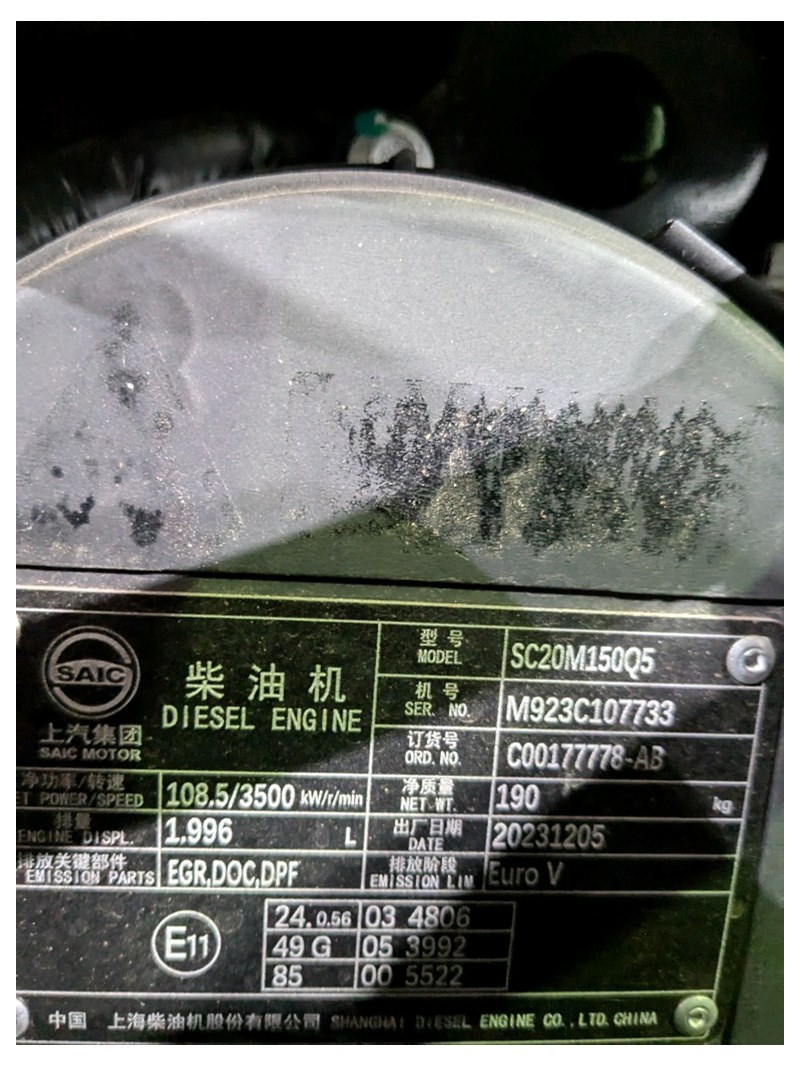 SAIC
上汽集团
SAIC MOTOR
柴油机
DIESEL ENGINE
型号
MODEL
SC20M150Q5
机号
SER. NO.
M923C107733
订货号
ORD. NO.
C00177778-AB
净功率/转速
ET POWER/SPEED
108.5/3500 kW/r/min
净质量
NET WT.
190 kg
排量
ENGINE DISPL.
1.996 L
出厂日期
DATE
20231205
排放关键部件
EMISSION PARTS
EGR,DOC,DPF
排放阶段
EMISSION LIM
Euro V
E11
24. 0.56 03 4806
49 G 05 3992
85 00 5522
中国 上海柴油机股份有限公司 SHANGHAI DIESEL ENGINE CO.,LTD.CHINA